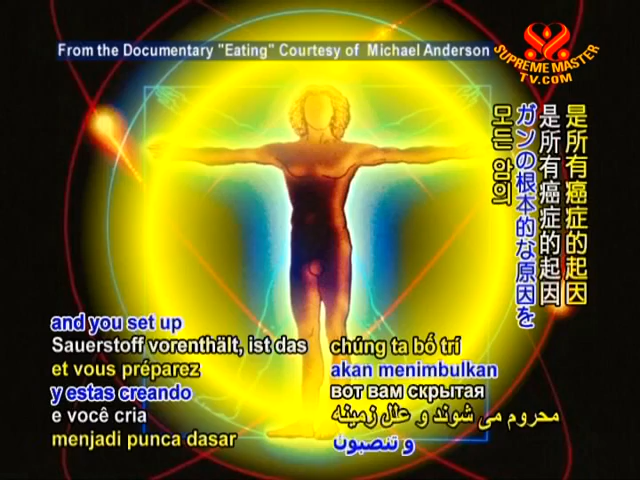 From the Documentary "Eating" Courtesy of Michael Anderson
SUPREME MASTER
TV.COM
是所有癌症的起因
是所有癌症的起因
ガンの根本的な原因を
모든 암의
and you set up
Sauerstoff vorenthält, ist das
et vous préparez
y estas creando
e você cria
menjadi punca dasar
chúng ta bố trí
akan menimbulkan
вот вам скрытая
محروم می شوند و علل زمینه
و تنصبون